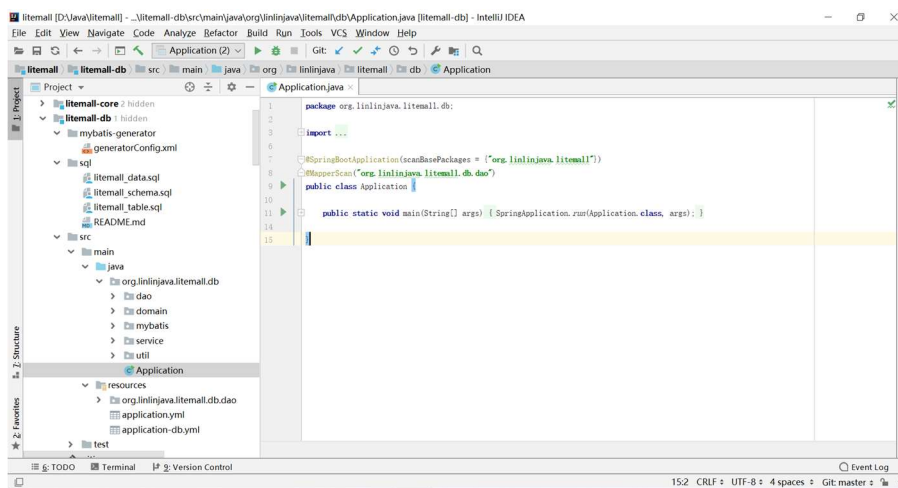 litemall [D:\Java\litemall] - ...\litemall-db\src\main\java\org\linlinjava\litemall\db\Application.java [litemall-db] - IntelliJ IDEA
File Edit View Navigate Code Analyze Refactor Build Run Tools VCS Window Help
Application (2) Git:
litemall litemall-db src main java org linlinjava litemall db Application
1: Project
Project
Application.java
litemall-core 2 hidden
litemall-db 1 hidden
mybatis-generator
generatorConfig.xml
sql
litemall_data.sql
litemall_schema.sql
litemall_table.sql
README.md
src
main
java
org.linlinjava.litemall.db
dao
domain
mybatis
service
util
Application
resources
org.linlinjava.litemall.db.dao
application.yml
application-db.yml
test
1 package org.linlinjava.litemall.db;
2
3 import ...
6
7 @SpringBootApplication(scanBasePackages = {"org.linlinjava.litemall"})
8 @MapperScan("org.linlinjava.litemall.db.dao")
9 public class Application {
10
11 public static void main(String[] args) { SpringApplication.run(Application.class, args); }
14
15 }
7: Structure
2: Favorites
6: TODO Terminal 9: Version Control Event Log
15:2 CRLF UTF-8 4 spaces Git: master